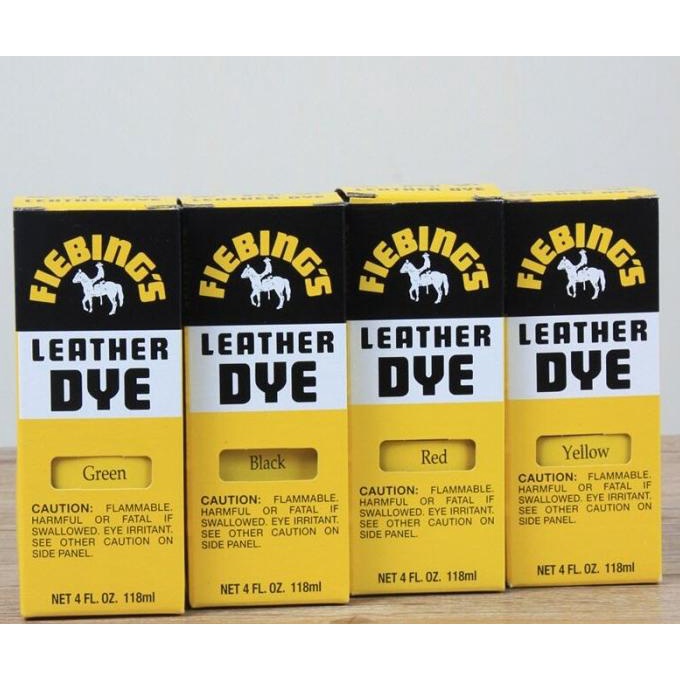 LEATHER DYE
FIEBING'S
LEATHER
DYE
Green
CAUTION: FLAMMABLE.
HARMFUL OR FATAL IF
SWALLOWED. EYE IRRITANT.
SEE OTHER CAUTION ON
SIDE PANEL.
NET 4 FL. OZ. 118ml
FIEBING'S
LEATHER
DYE
Black
CAUTION: FLAMMABLE.
HARMFUL OR FATAL IF
SWALLOWED. EYE IRRITANT.
SEE OTHER CAUTION ON
SIDE PANEL.
NET 4 FL. OZ. 118ml
FIEBING'S
LEATHER
DYE
Red
CAUTION: FLAMMABLE.
HARMFUL OR FATAL IF
SWALLOWED. EYE IRRITANT.
SEE OTHER CAUTION ON
SIDE PANEL.
NET 4 FL. OZ. 118ml
FIEBING'S
LEATHER
DYE
Yellow
CAUTION: FLAMMABLE.
HARMFUL OR FATAL IF
SWALLOWED. EYE IRRITANT.
SEE OTHER CAUTION ON
SIDE PANEL.
NET 4 FL. OZ. 118ml